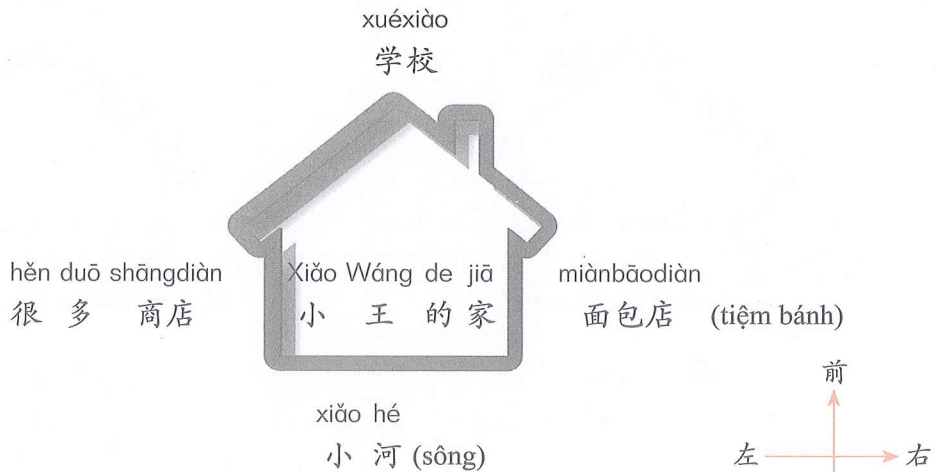 xuéxiào
学校
hěn duō shāngdiàn
很 多 商店
Xiǎo Wáng de jiā
小 王 的 家
miànbāodiàn
面包店 (tiệm bánh)
xiǎo hé
小 河 (sông)
前
左 右